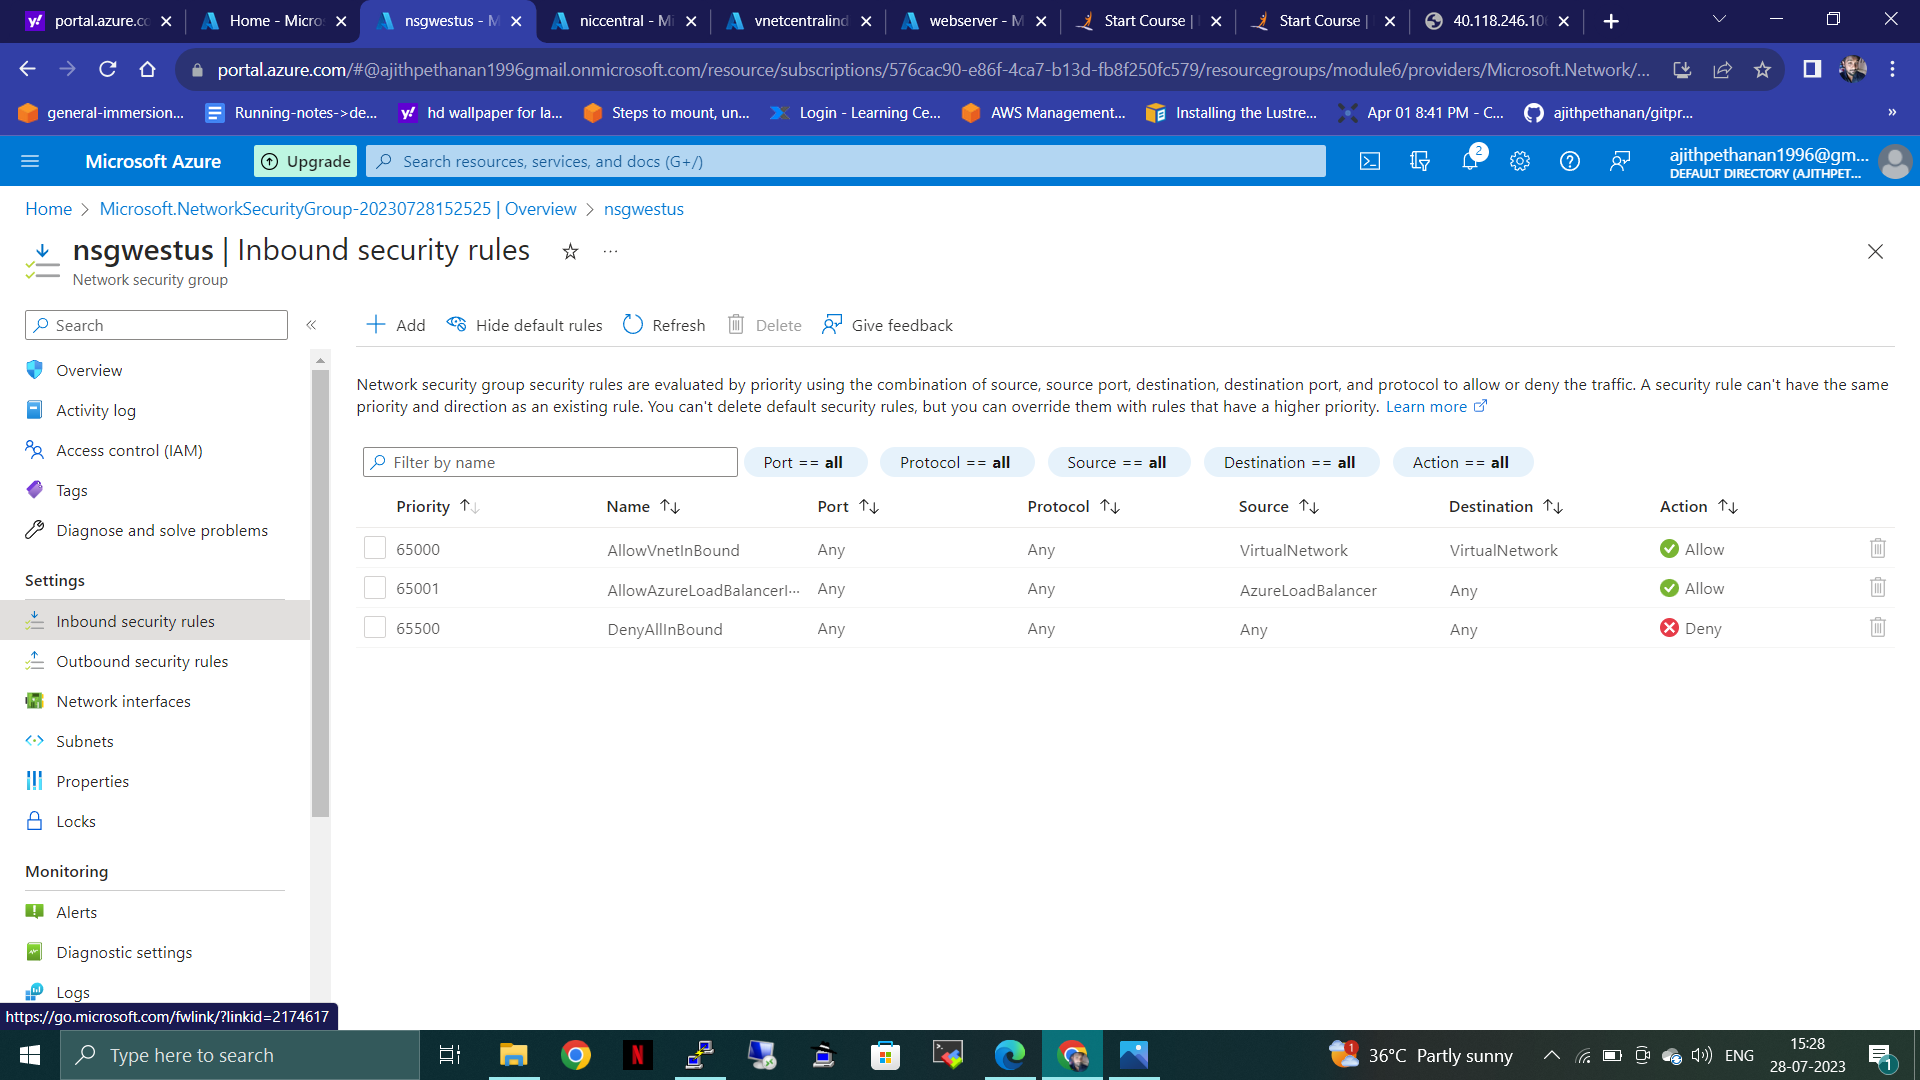 portal.azure.co
Home - Micros
nsgwestus - M
niccentral - Mi
vnetcentralind
webserver - M
Start Course |
Start Course |
40.118.246.10
portal.azure.com/#@ajithpethanan1996gmail.onmicrosoft.com/resource/subscriptions/576cac90-e86f-4ca7-b13d-fb8f250fc579/resourcegroups/module6/providers/Microsoft.Network/...
general-immersion...
Running-notes->de...
hd wallpaper for la...
Steps to mount, un...
Login - Learning Ce...
AWS Management...
Installing the Lustre...
Apr 01 8:41 PM - C...
ajithpethanan/gitpr...
»
Microsoft Azure
Upgrade
Search resources, services, and docs (G+/)
2
ajithpethanan1996@gm...
DEFAULT DIRECTORY (AJITHPET...
Home > Microsoft.NetworkSecurityGroup-20230728152525 | Overview > nsgwestus
nsgwestus | Inbound security rules
Network security group
Search
Add
Hide default rules
Refresh
Delete
Give feedback
Overview
Activity log
Access control (IAM)
Tags
Diagnose and solve problems
Settings
Inbound security rules
Outbound security rules
Network interfaces
Subnets
Properties
Locks
Monitoring
Alerts
Diagnostic settings
Logs
Network security group security rules are evaluated by priority using the combination of source, source port, destination, destination port, and protocol to allow or deny the traffic. A security rule can't have the same
priority and direction as an existing rule. You can't delete default security rules, but you can override them with rules that have a higher priority. Learn more
Filter by name
Port == all
Protocol == all
Source == all
Destination == all
Action == all
Priority Name Port Protocol Source Destination Action
65000 AllowVnetInBound Any Any VirtualNetwork VirtualNetwork Allow
65001 AllowAzureLoadBalancerI... Any Any AzureLoadBalancer Any Allow
65500 DenyAllInBound Any Any Any Any Deny
https://go.microsoft.com/fwlink/?linkid=2174617
Type here to search
1
36°C Partly sunny
ENG
15:28
28-07-2023
1